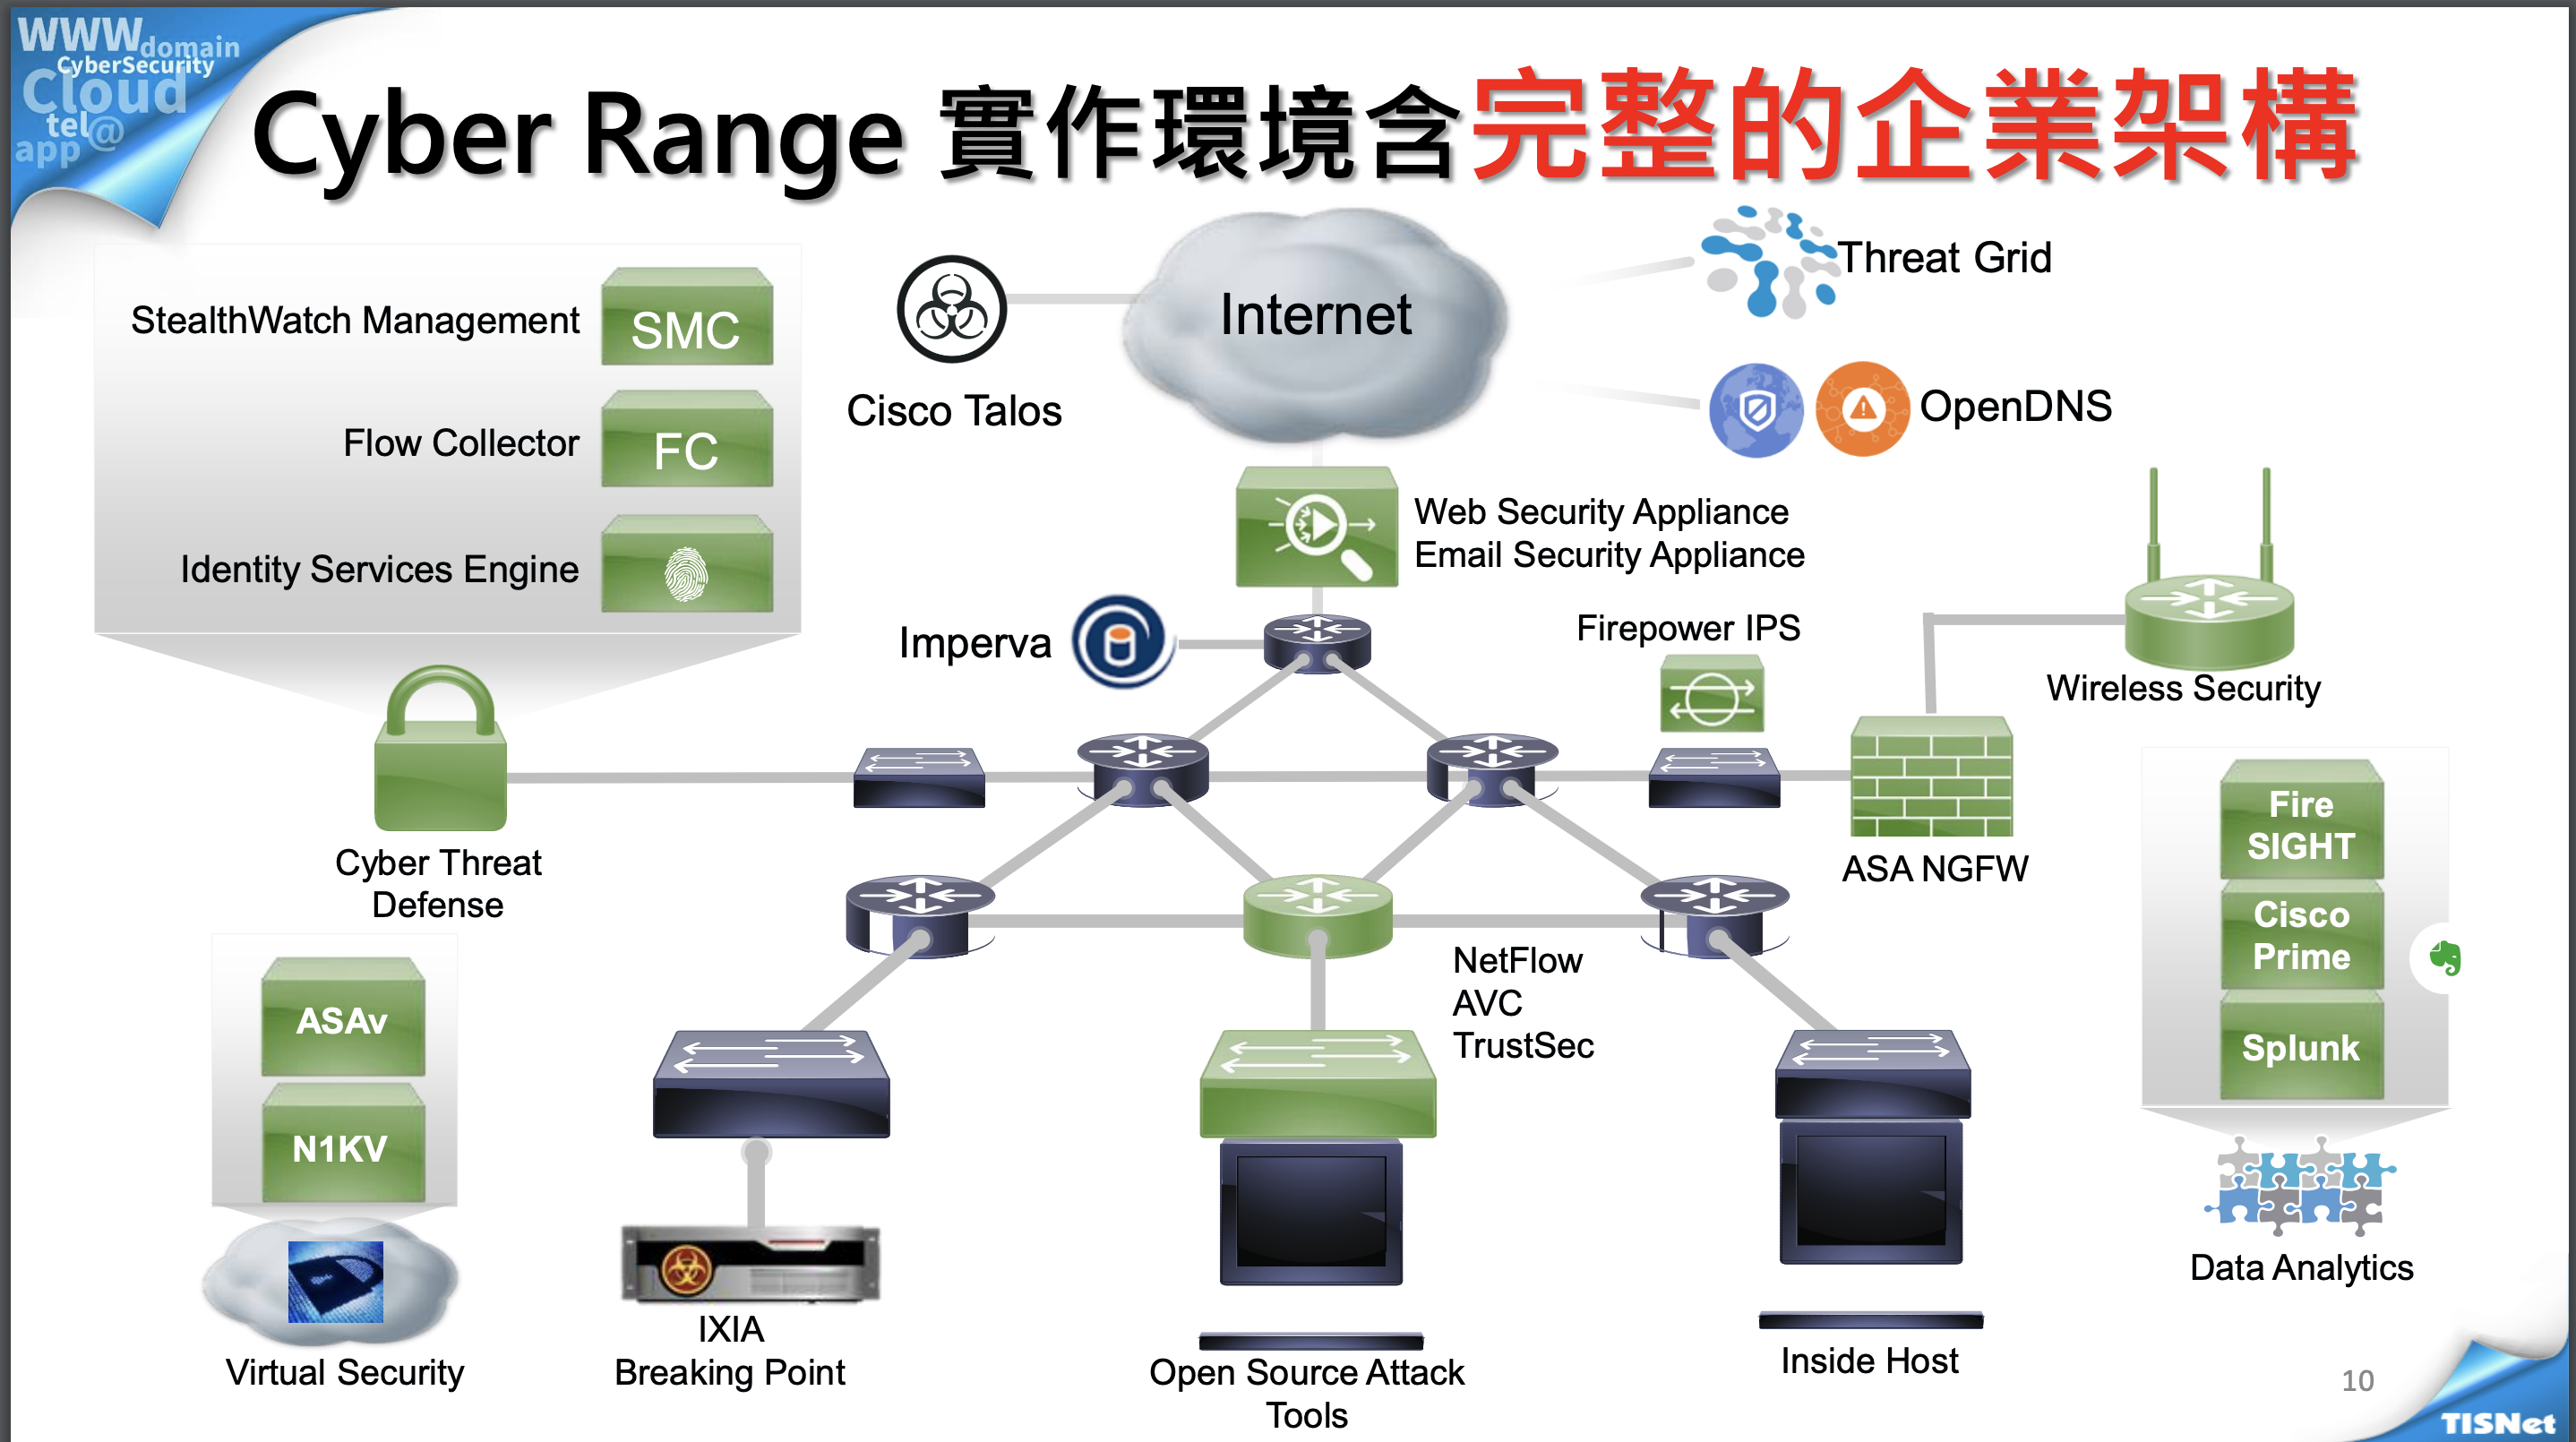 WWW
domain
CyberSecurity
Cloud
tel@
app
Cyber Range 實作環境含完整的企業架構
StealthWatch Management
SMC
Flow Collector
FC
Identity Services Engine
Cisco Talos
Internet
Threat Grid
OpenDNS
Web Security Appliance
Email Security Appliance
Imperva
Firepower IPS
Wireless Security
Cyber Threat
Defense
ASA NGFW
Fire
SIGHT
Cisco
Prime
Splunk
Data Analytics
NetFlow
AVC
TrustSec
ASAv
N1KV
Virtual Security
IXIA
Breaking Point
Open Source Attack
Tools
Inside Host
10
TISNet